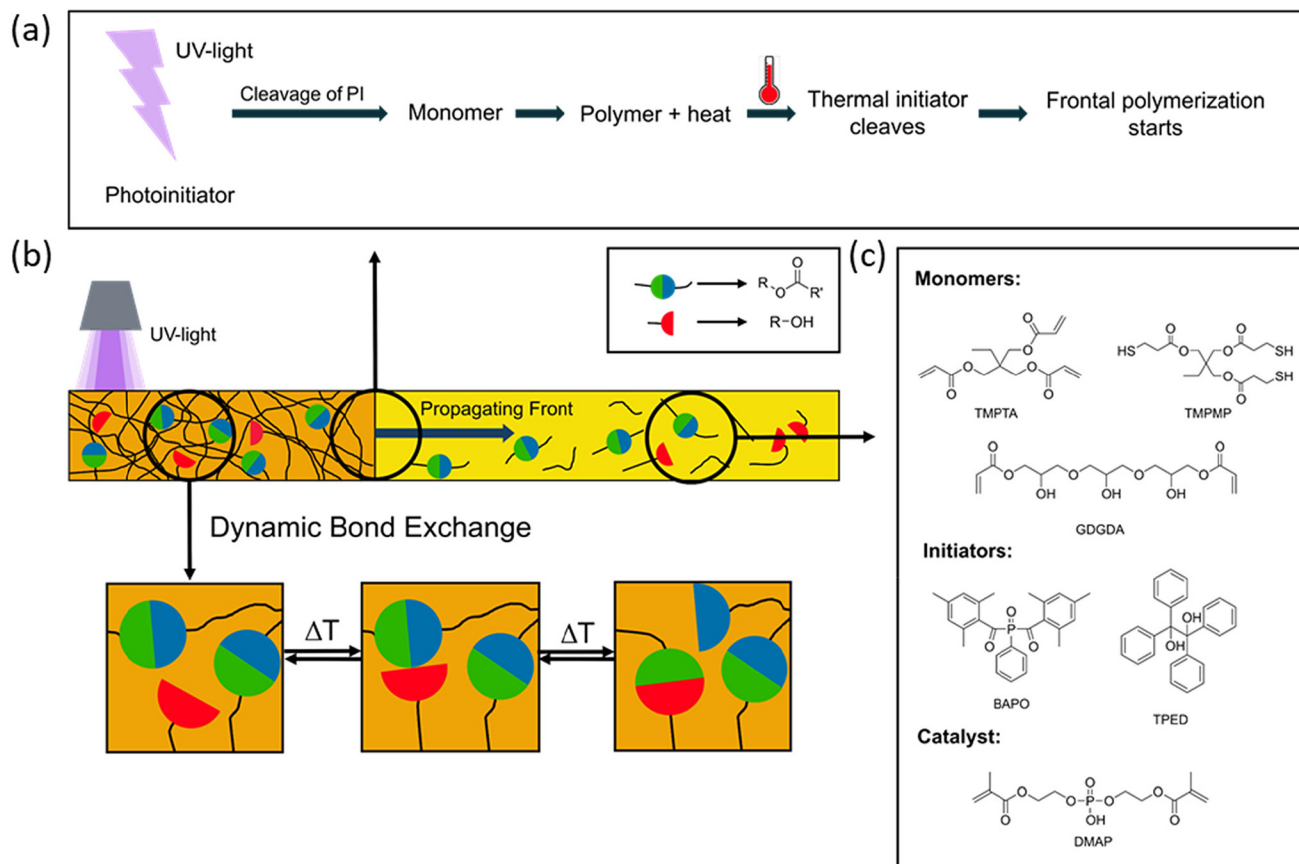 (a)
UV-light
Photoinitiator
Cleavage of PI
Monomer
Polymer + heat
Thermal initiator
cleaves
Frontal polymerization
starts
(b)
UV-light
R
O
O
R'
R-OH
Propagating Front
Dynamic Bond Exchange
ΔT
ΔT
(c)
Monomers:
O
O
O
O
O
O
TMPTA
HS
O
O
O
O
SH
O
SH
O
TMPMP
O
O
OH
O
OH
O
OH
O
O
GDGDA
Initiators:
O
P
O
O
BAPO
OH
OH
TPED
Catalyst:
O
O
O
O
P
OH
O
O
O
DMAP